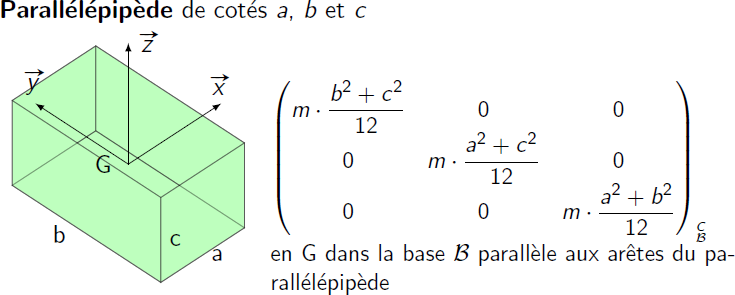 Parallélépipède de cotés a, b et c
z
y
x
G
b
c
a
m · (b² + c²)/12 0 0
0 m · (a² + c²)/12 0
0 0 m · (a² + b²)/12
C
B
en G dans la base B parallèle aux arêtes du pa-
rallélépipède